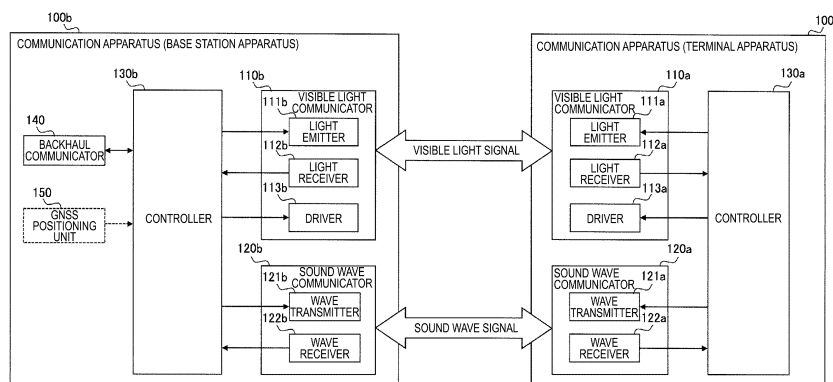 100b
COMMUNICATION APPARATUS (BASE STATION APPARATUS)
130b
110b
VISIBLE LIGHT
COMMUNICATOR
111b
LIGHT
EMITTER
140
BACKHAUL
COMMUNICATOR
112b
LIGHT
RECEIVER
150
GNSS
POSITIONING
UNIT
CONTROLLER
113b
DRIVER
120b
SOUND WAVE
COMMUNICATOR
121b
WAVE
TRANSMITTER
122b
WAVE
RECEIVER
VISIBLE LIGHT SIGNAL
SOUND WAVE SIGNAL
100
COMMUNICATION APPARATUS (TERMINAL APPARATUS)
110a
130a
VISIBLE LIGHT
COMMUNICATOR
111a
LIGHT
EMITTER
112a
LIGHT
RECEIVER
113a
DRIVER
CONTROLLER
120a
SOUND WAVE
COMMUNICATOR
121a
WAVE
TRANSMITTER
122a
WAVE
RECEIVER